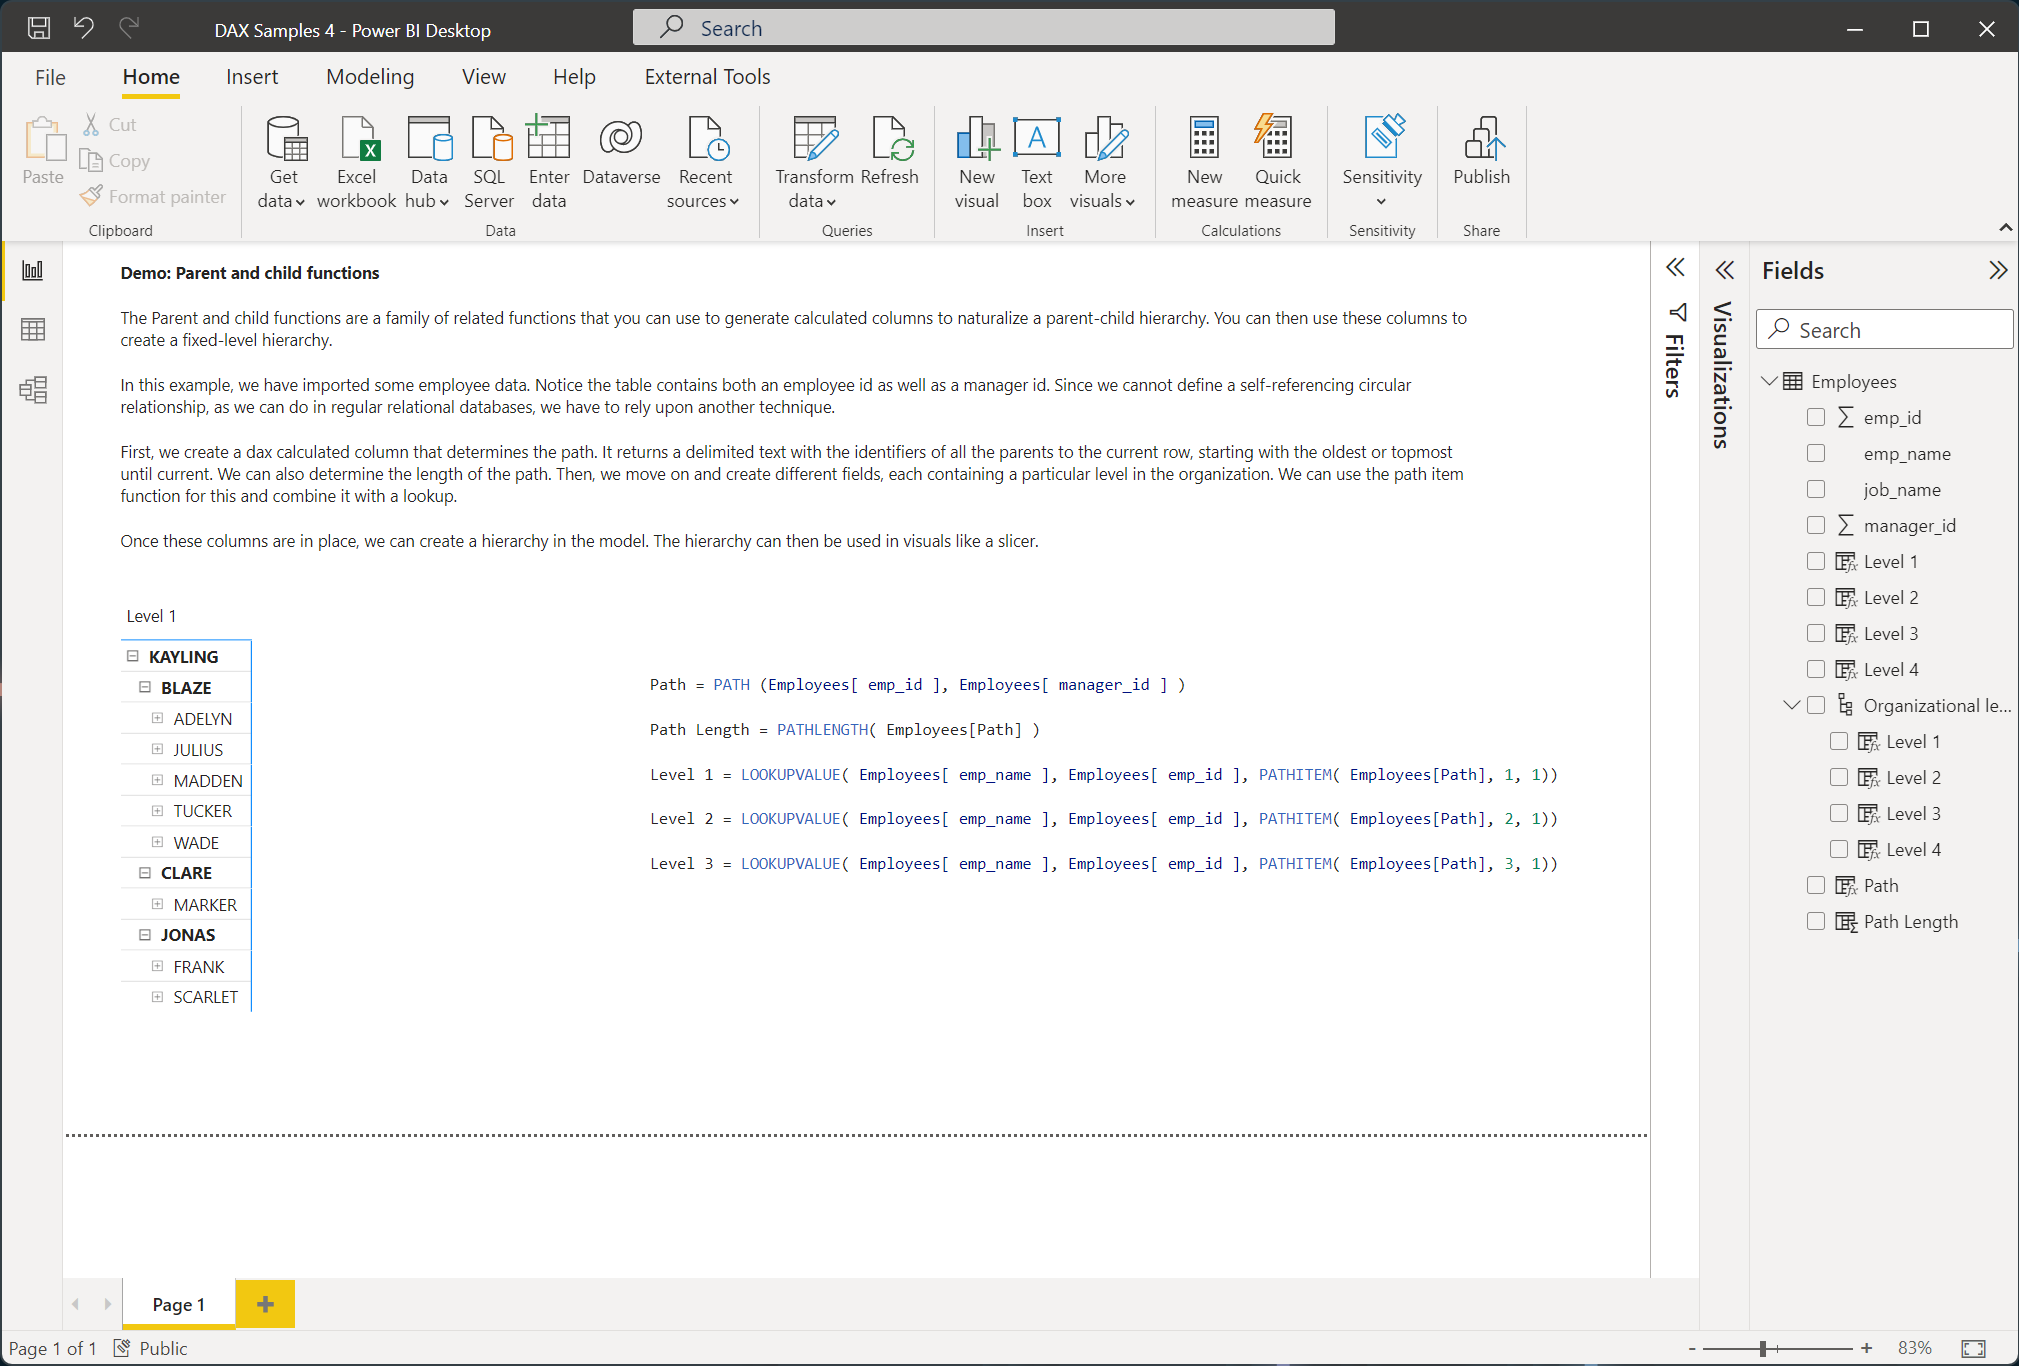 DAX Samples 4 - Power BI Desktop
Search
File Home Insert Modeling View Help External Tools
Paste
Cut
Copy
Format painter
Clipboard
Get data
Excel workbook
Data hub
SQL Server
Enter data
Dataverse
Recent sources
Data
Transform data
Refresh
Queries
New visual
Text box
More visuals
Insert
New measure
Quick measure
Calculations
Sensitivity
Sensitivity
Publish
Share
Demo: Parent and child functions
The Parent and child functions are a family of related functions that you can use to generate calculated columns to naturalize a parent-child hierarchy. You can then use these columns to
create a fixed-level hierarchy.
In this example, we have imported some employee data. Notice the table contains both an employee id as well as a manager id. Since we cannot define a self-referencing circular
relationship, as we can do in regular relational databases, we have to rely upon another technique.
First, we create a dax calculated column that determines the path. It returns a delimited text with the identifiers of all the parents to the current row, starting with the oldest or topmost
until current. We can also determine the length of the path. Then, we move on and create different fields, each containing a particular level in the organization. We can use the path item
function for this and combine it with a lookup.
Once these columns are in place, we can create a hierarchy in the model. The hierarchy can then be used in visuals like a slicer.
Level 1
KAYLING
BLAZE
ADELYN
JULIUS
MADDEN
TUCKER
WADE
CLARE
MARKER
JONAS
FRANK
SCARLET
Path = PATH (Employees[ emp_id ], Employees[ manager_id ] )
Path Length = PATHLENGTH( Employees[Path] )
Level 1 = LOOKUPVALUE( Employees[ emp_name ], Employees[ emp_id ], PATHITEM( Employees[Path], 1, 1))
Level 2 = LOOKUPVALUE( Employees[ emp_name ], Employees[ emp_id ], PATHITEM( Employees[Path], 2, 1))
Level 3 = LOOKUPVALUE( Employees[ emp_name ], Employees[ emp_id ], PATHITEM( Employees[Path], 3, 1))
Filters
Visualizations
Fields
Search
Employees
emp_id
emp_name
job_name
manager_id
Level 1
Level 2
Level 3
Level 4
Organizational le...
Level 1
Level 2
Level 3
Level 4
Path
Path Length
Page 1
Page 1 of 1
Public
- + 83%